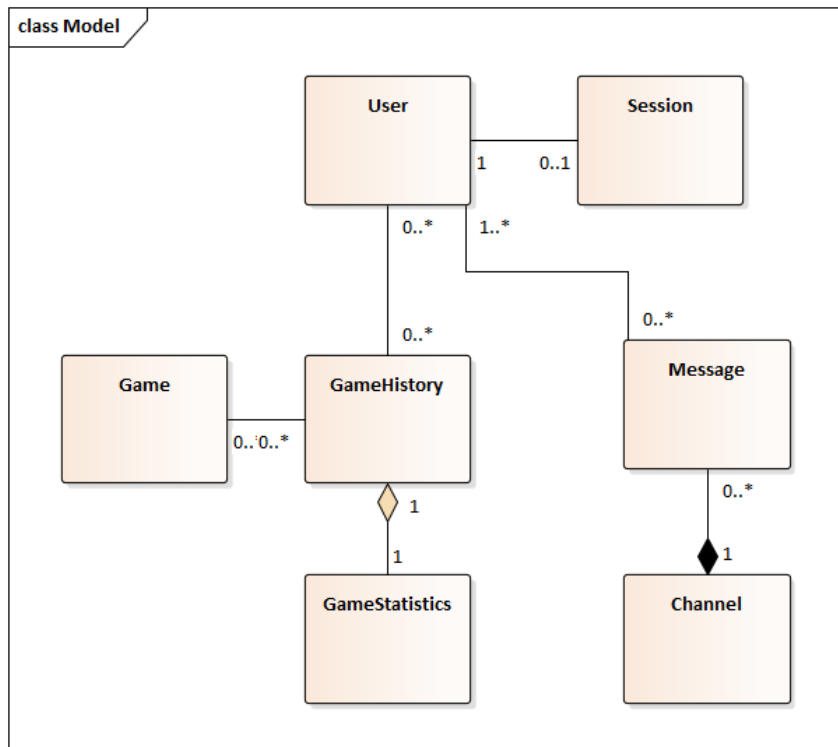 class Model
User
Session
1
0..1
0..*
1..*
0..*
0..*
Game
GameHistory
Message
0..
0..*
1
0..*
1
1
GameStatistics
Channel